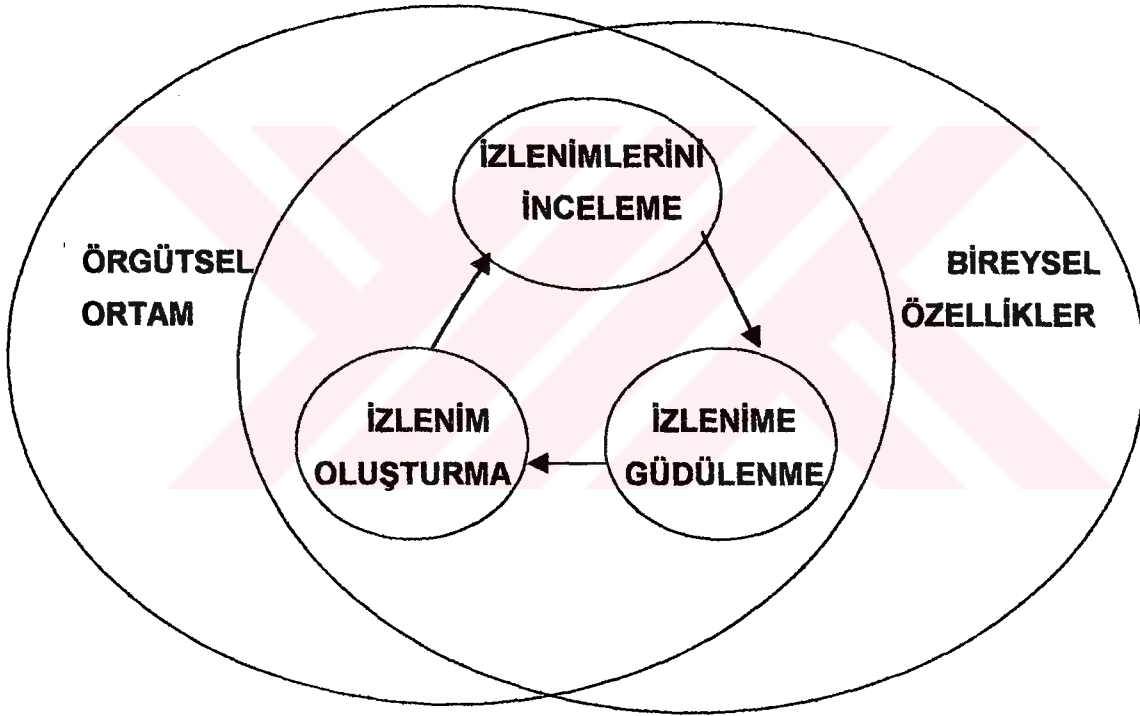 İZLENİMLERİNİ
İNCELEME
ÖRGÜTSEL
ORTAM
BİREYSEL
ÖZELLİKLER
İZLENİM
OLUŞTURMA
İZLENİME
GÜDÜLENME